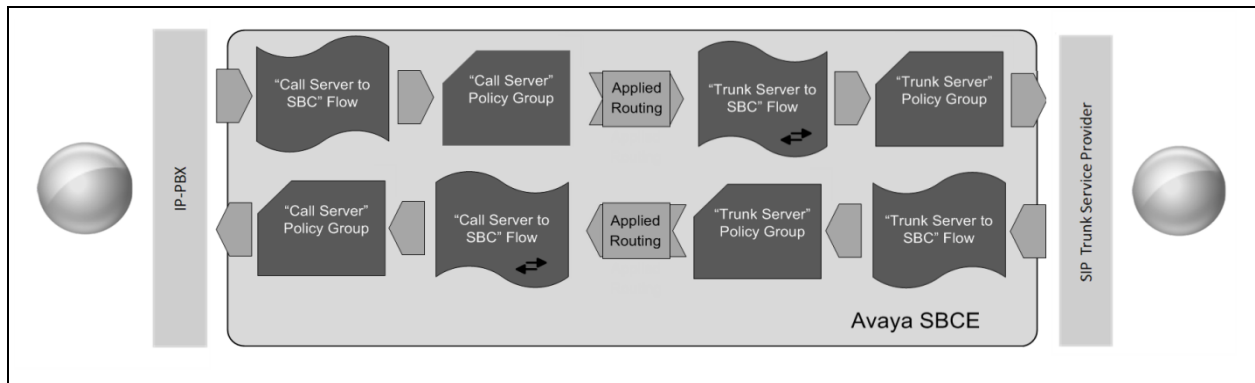 IP-PBX
“Call Server to
SBC” Flow
“Call Server”
Policy Group
Applied
Routing
“Trunk Server to
SBC” Flow
“Trunk Server”
Policy Group
“Call Server”
Policy Group
“Call Server to
SBC” Flow
Applied
Routing
“Trunk Server”
Policy Group
“Trunk Server to
SBC” Flow
Avaya SBCE
SIP Trunk Service Provider